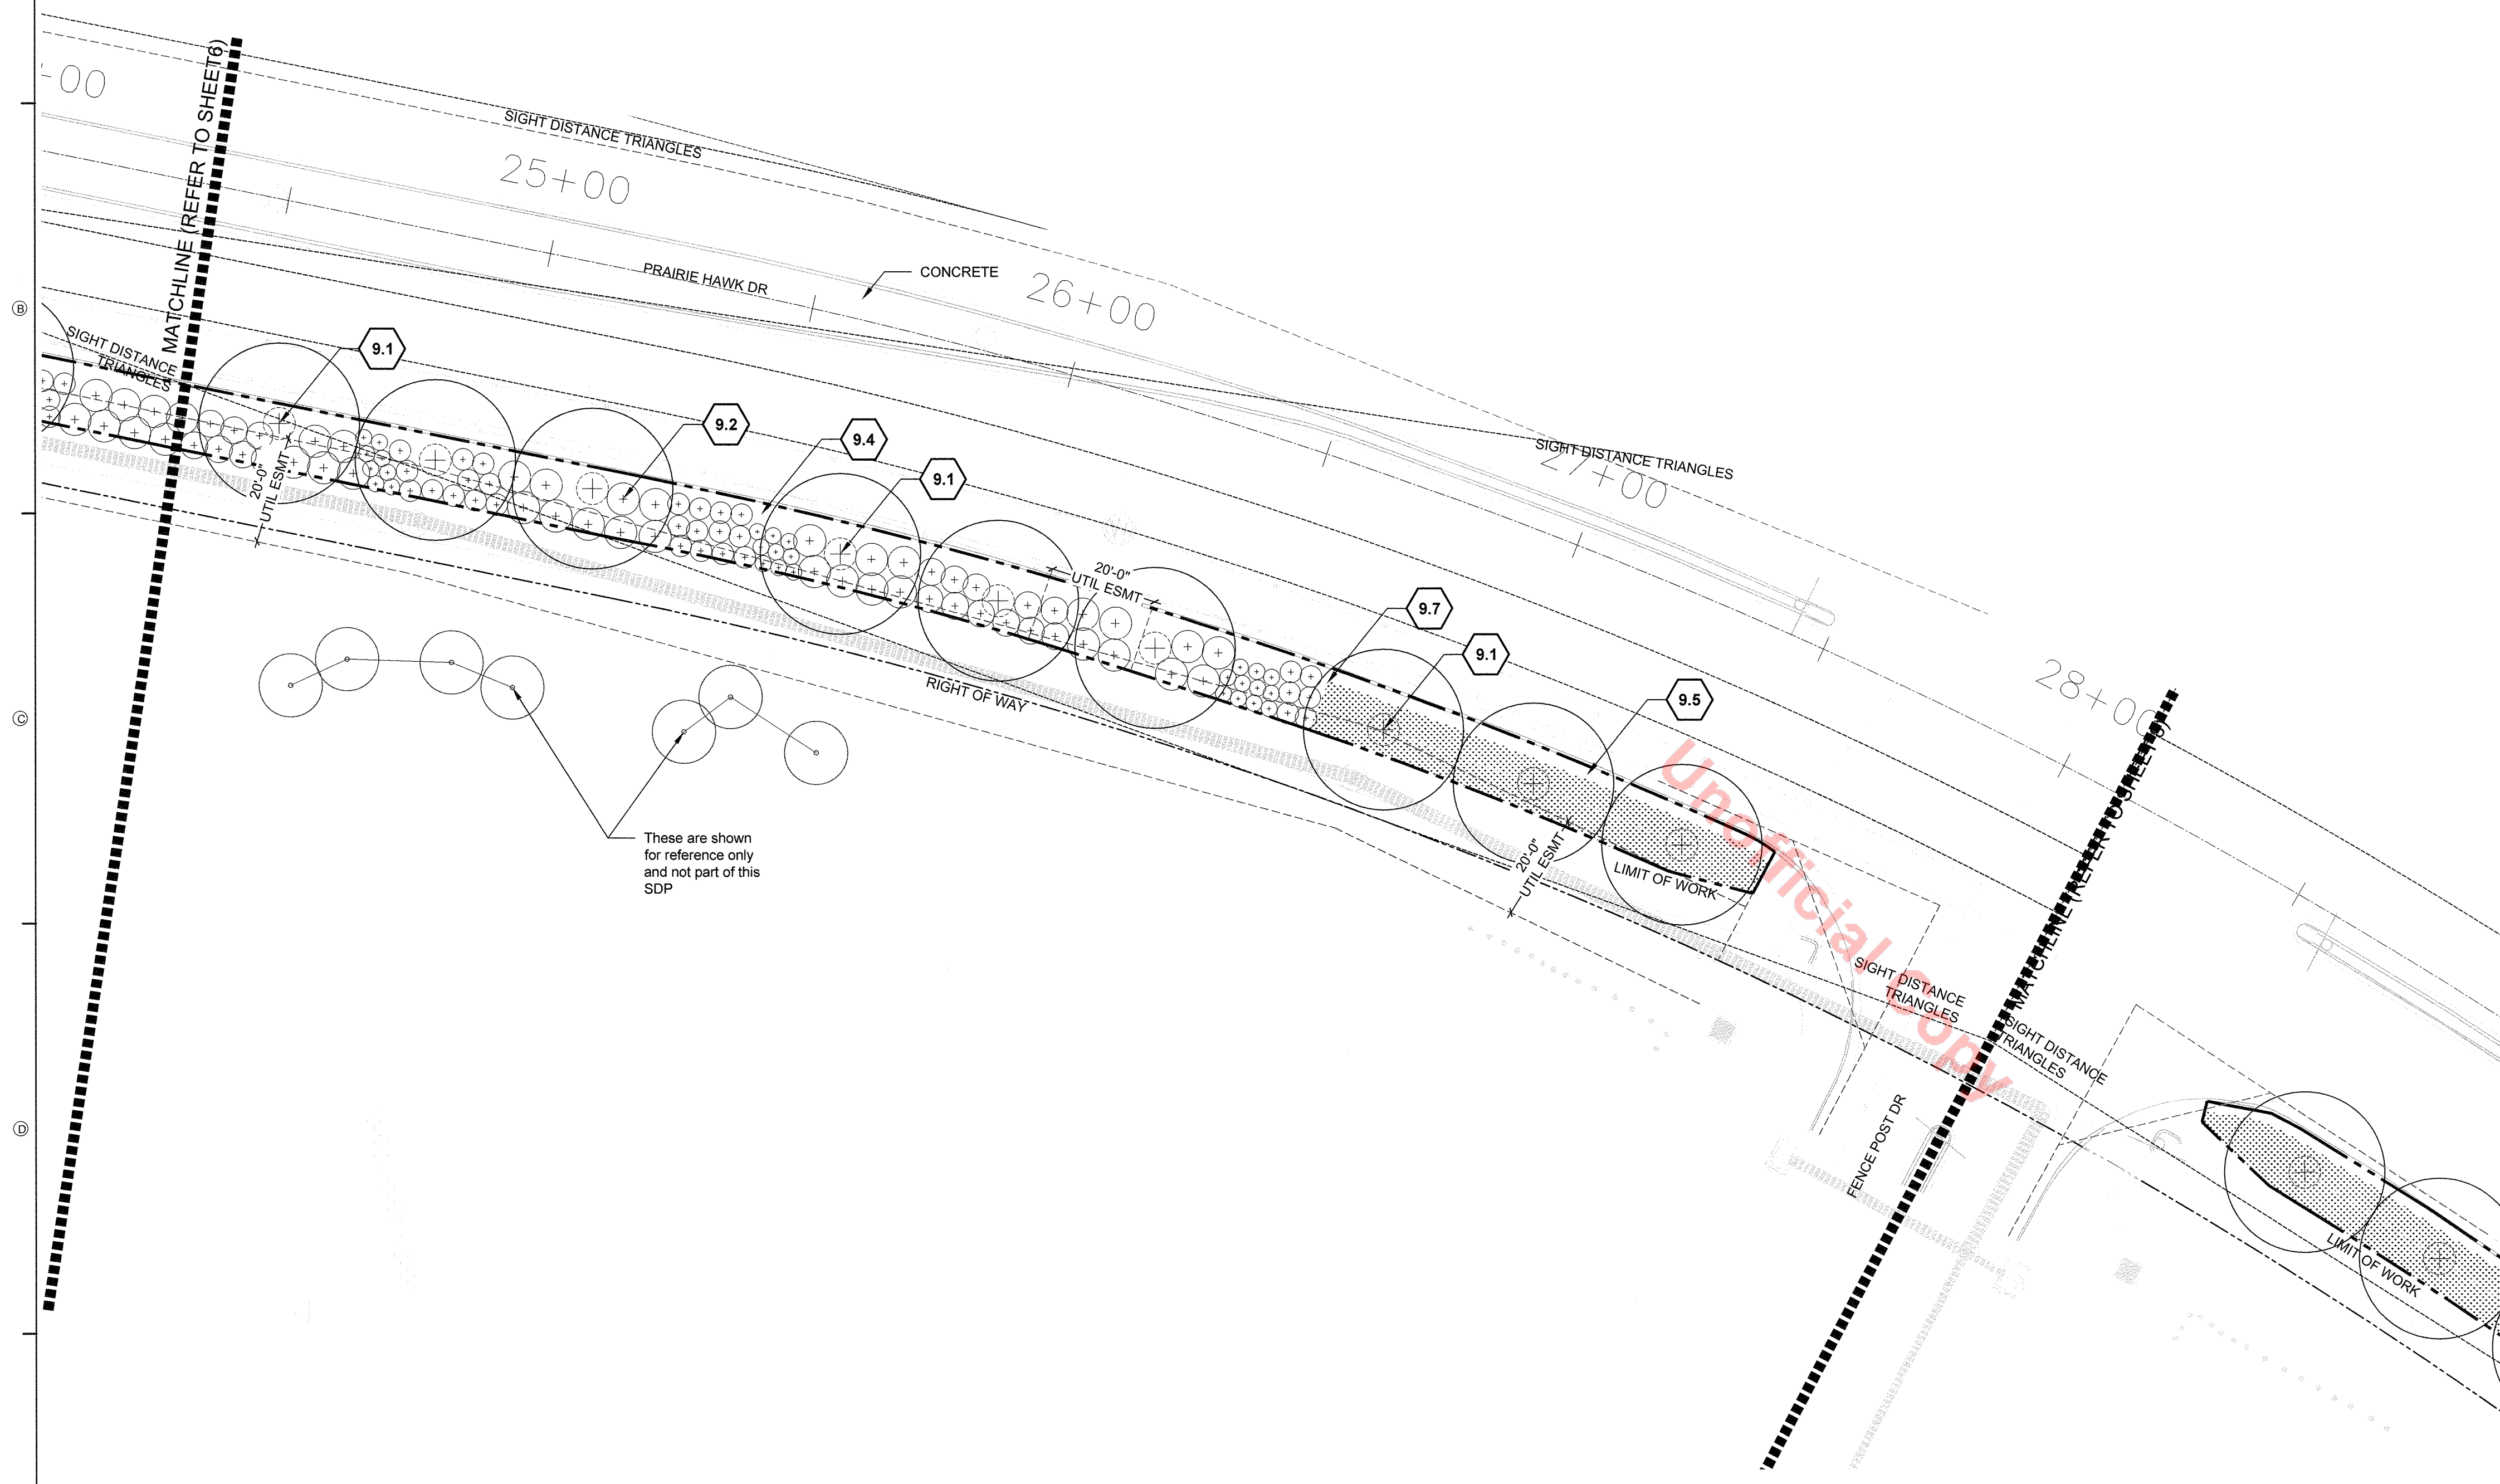 +00
MATCHLINE (REFER TO SHEET6)
SIGHT DISTANCE TRIANGLES
25+00
PRAIRIE HAWK DR
CONCRETE
26+00
B
SIGHT DISTANCE
TRIANGLES
9.1
9.2
9.4
9.1
SIGHT DISTANCE TRIANGLES
27+00
20'-0"
UTIL ESMT
20'-0"
UTIL ESMT
9.7
9.1
9.5
28+00
C
RIGHT OF WAY
These are shown
for reference only
and not part of this
SDP
20'-0"
UTIL ESMT
LIMIT OF WORK
Unofficial Copy
SIGHT DISTANCE
TRIANGLES
SIGHT DISTANCE
TRIANGLES
D
FENCE POST DR
LIMIT OF WORK